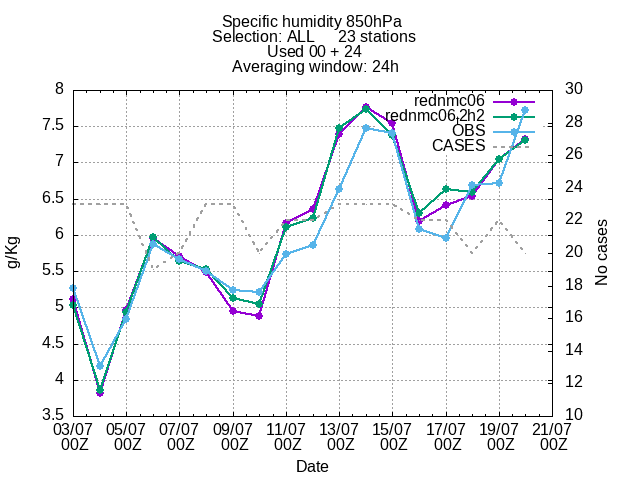 Specific humidity 850hPa
Selection: ALL 23 stations
Used 00 + 24
Averaging window: 24h
rednmc06
rednmc06,2h2
OBS
CASES
8
7.5
7
6.5
6
5.5
5
4.5
4
3.5
g/Kg
30
28
26
24
22
20
18
16
14
12
10
No cases
03/07 05/07 07/07 09/07 11/07 13/07 15/07 17/07 19/07 21/07
00Z 00Z 00Z 00Z 00Z 00Z 00Z 00Z 00Z 00Z
Date